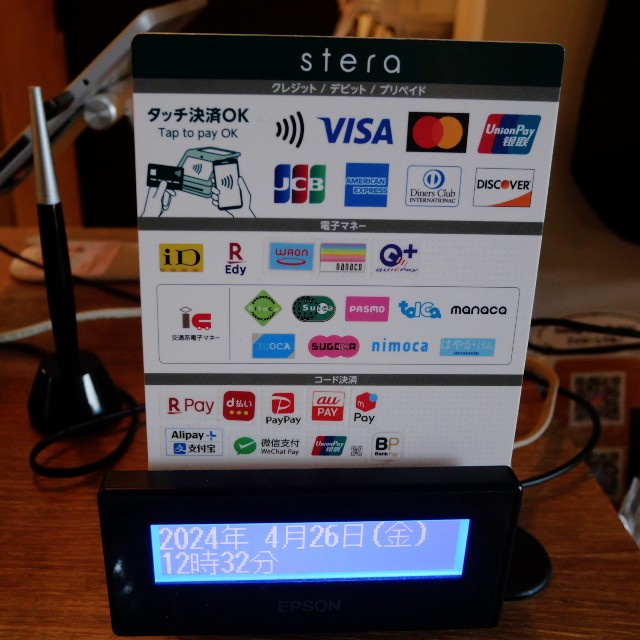 stera
クレジット / デビット / プリペイド
タッチ決済OK
Tap to pay OK
VISA
UnionPay
银联
JCB
AMERICAN EXPRESS
Diners Club
INTERNATIONAL
DISCOVER
電子マネー
iD
R
Edy
WAON
nanaco
QUICPay
交通系電子マネー
Kitaca
Suica
PASMO
TOICA
manaca
ICOCA
SUGOCA
nimoca
はやかけん
コード決済
R Pay
d払い
PayPay
au PAY
Pay
Alipay+
支付宝
微信支付
WeChat Pay
UnionPay
银联
BP
BankPay
2024年 4月26日(金)
12時32分
EPSON